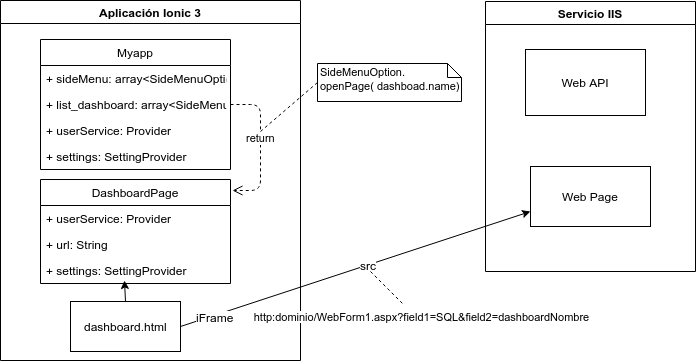 Aplicación Ionic 3
Myapp
+ sideMenu: array<SideMenuOpti
+ list_dashboard: array<SideMenu
+ userService: Provider
+ settings: SettingProvider
return
SideMenuOption.
openPage( dashboad.name)
DashboardPage
+ userService: Provider
+ url: String
+ settings: SettingProvider
dashboard.html
iFrame
src
http:dominio/WebForm1.aspx?field1=SQL&field2=dashboardNombre
Servicio IIS
Web API
Web Page